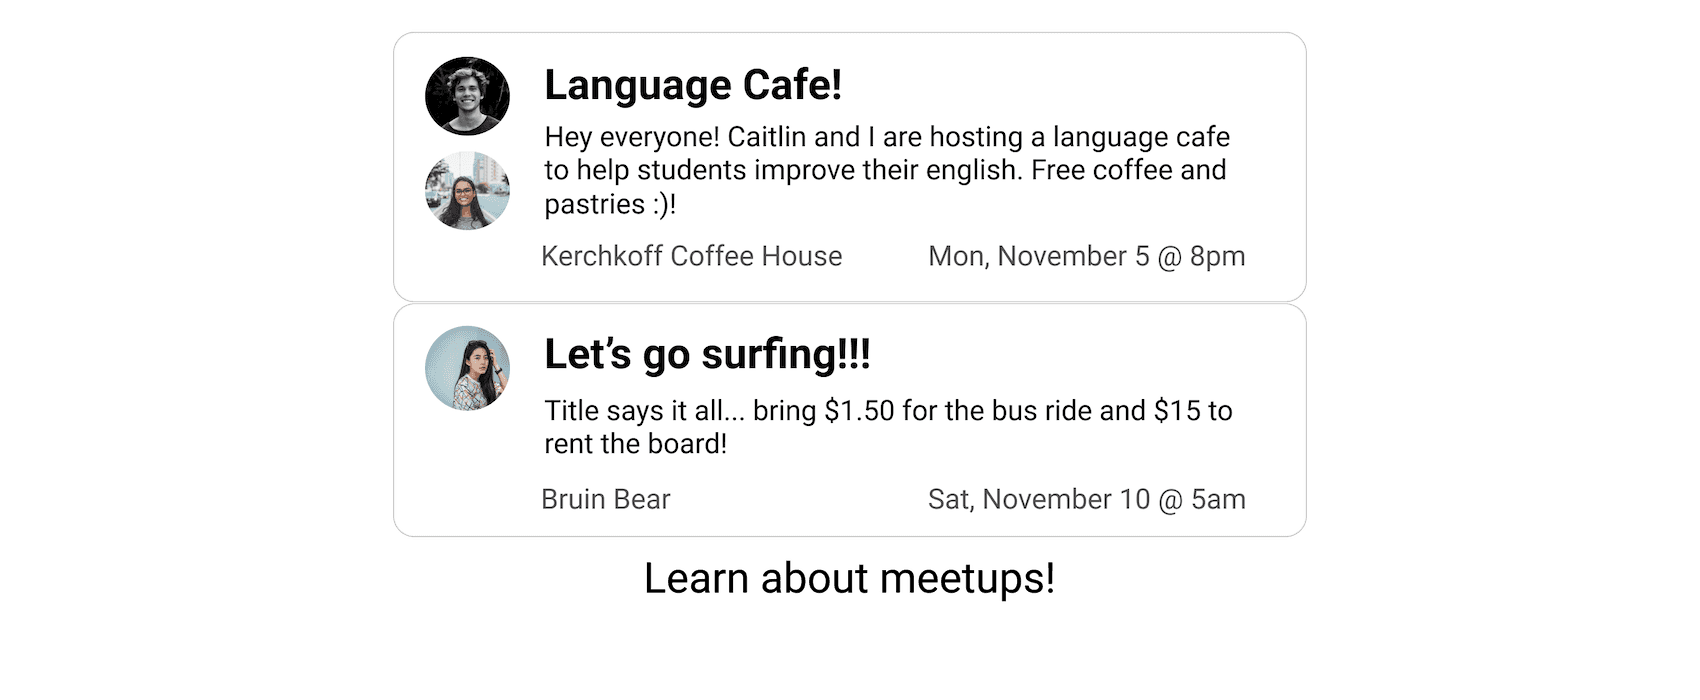 Language Cafe!
Hey everyone! Caitlin and I are hosting a language cafe
to help students improve their english. Free coffee and
pastries :)!
Kerchkoff Coffee House
Mon, November 5 @ 8pm
Let’s go surfing!!!
Title says it all... bring $1.50 for the bus ride and $15 to
rent the board!
Bruin Bear
Sat, November 10 @ 5am
Learn about meetups!